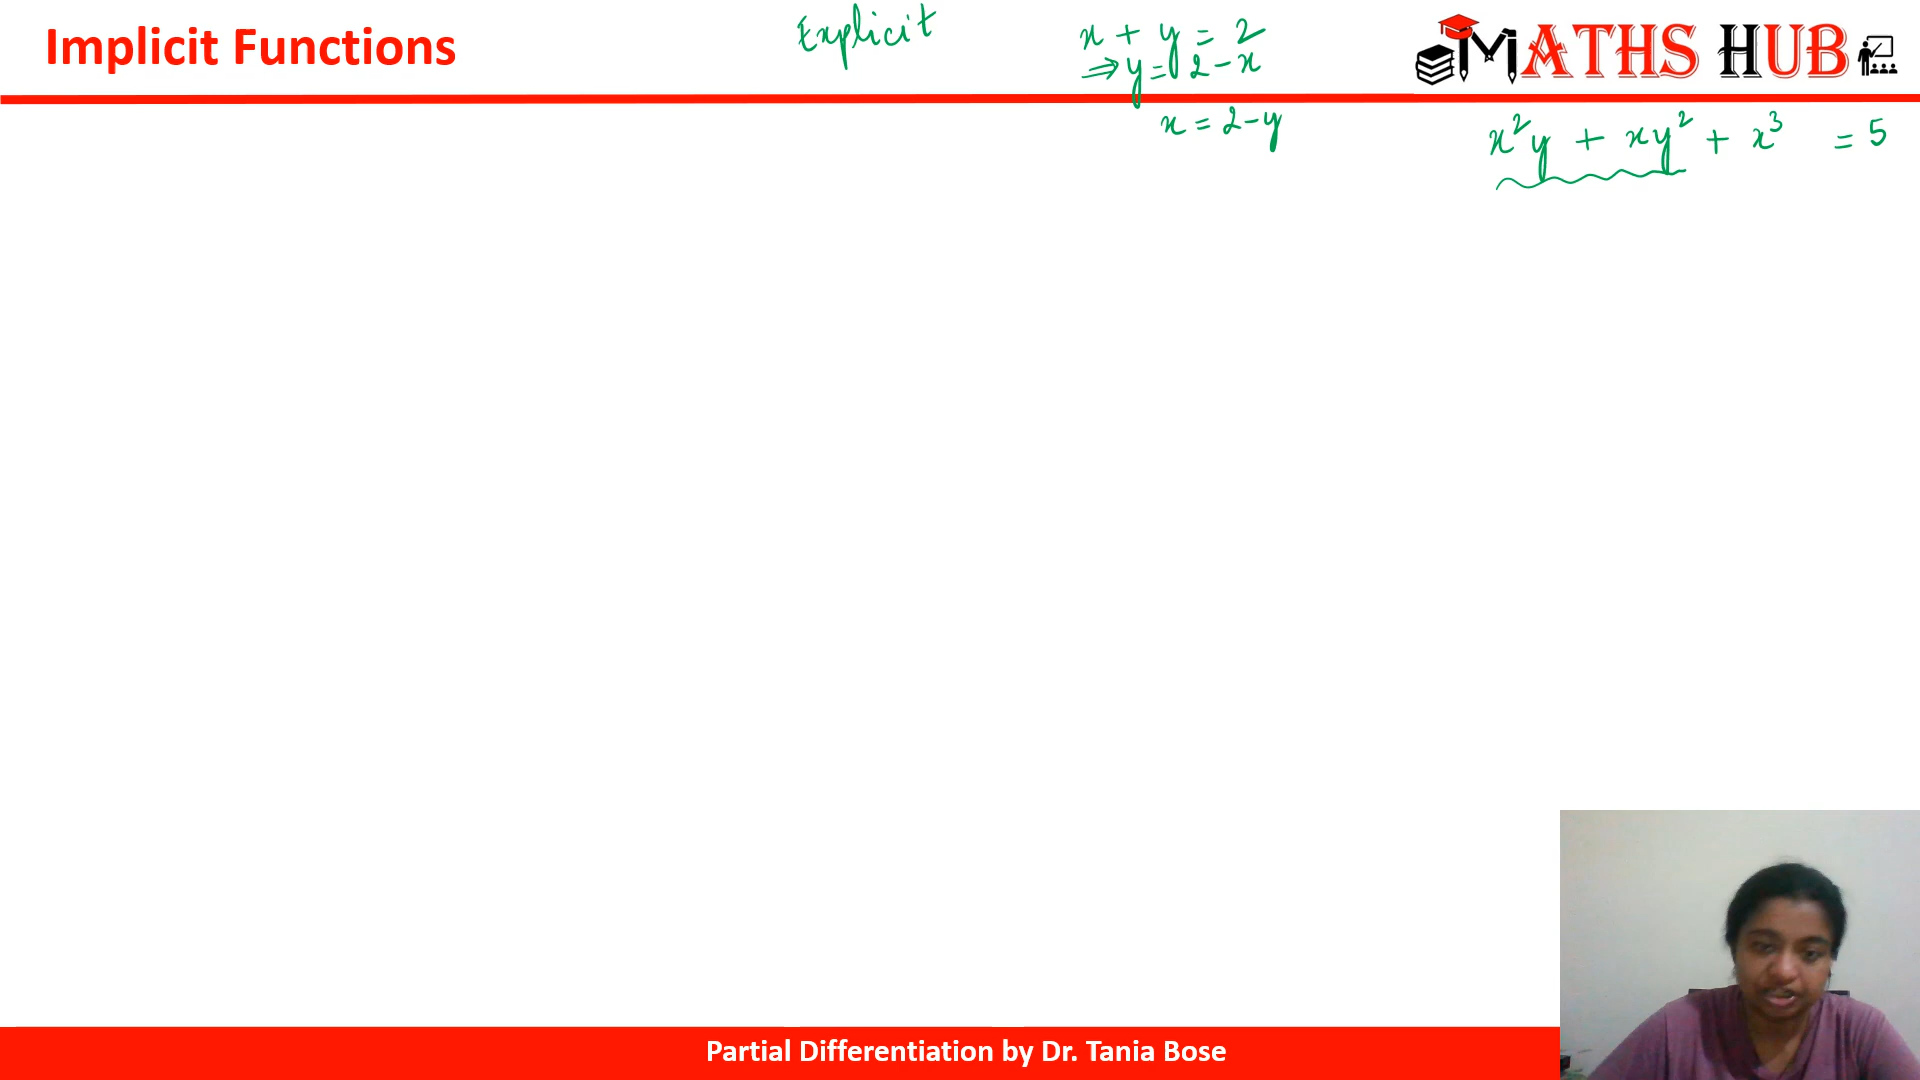 Implicit Functions
Explicit
x + y = 2
⇒ y = 2 - x
x = 2 - y
MATHS HUB
x²y + xy² + x³ = 5
Partial Differentiation by Dr. Tania Bose